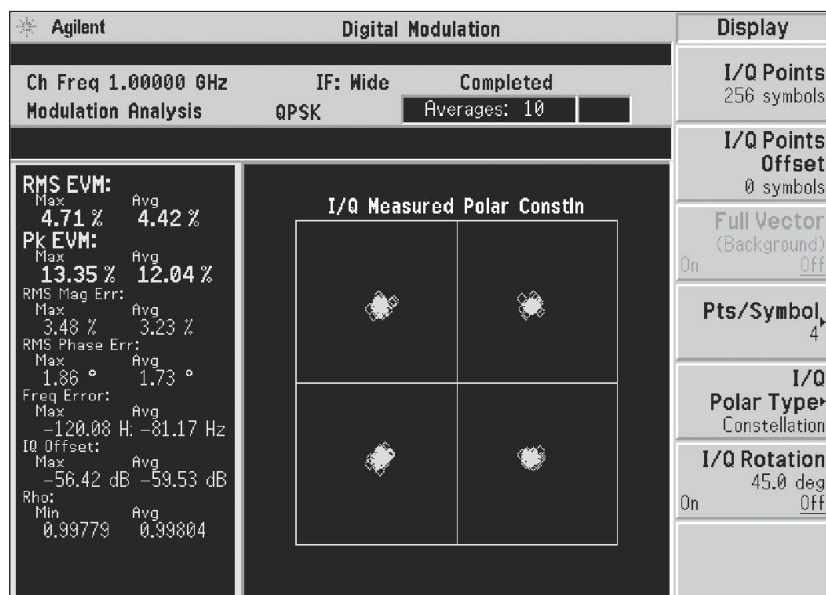 Agilent
Digital Modulation
Display
Ch Freq 1.00000 GHz
IF: Wide
Completed
Modulation Analysis
QPSK
Averages: 10
RMS EVM:
Max Avg
4.71 % 4.42 %
Pk EVM:
Max Avg
13.35 % 12.04 %
RMS Mag Err:
Max Avg
3.48 % 3.23 %
RMS Phase Err:
Max Avg
1.86 ° 1.73 °
Freq Error:
Max Avg
-120.08 H: -81.17 Hz
IQ Offset:
Max Avg
-56.42 dB -59.53 dB
Rho:
Min Avg
0.99779 0.99804
I/Q Measured Polar Constln
I/Q Points
256 symbols
I/Q Points
Offset
0 symbols
Full Vector
(Background)
On Off
Pts/Symbol
4
I/Q
Polar Type
Constellation
I/Q Rotation
45.0 deg
On Off